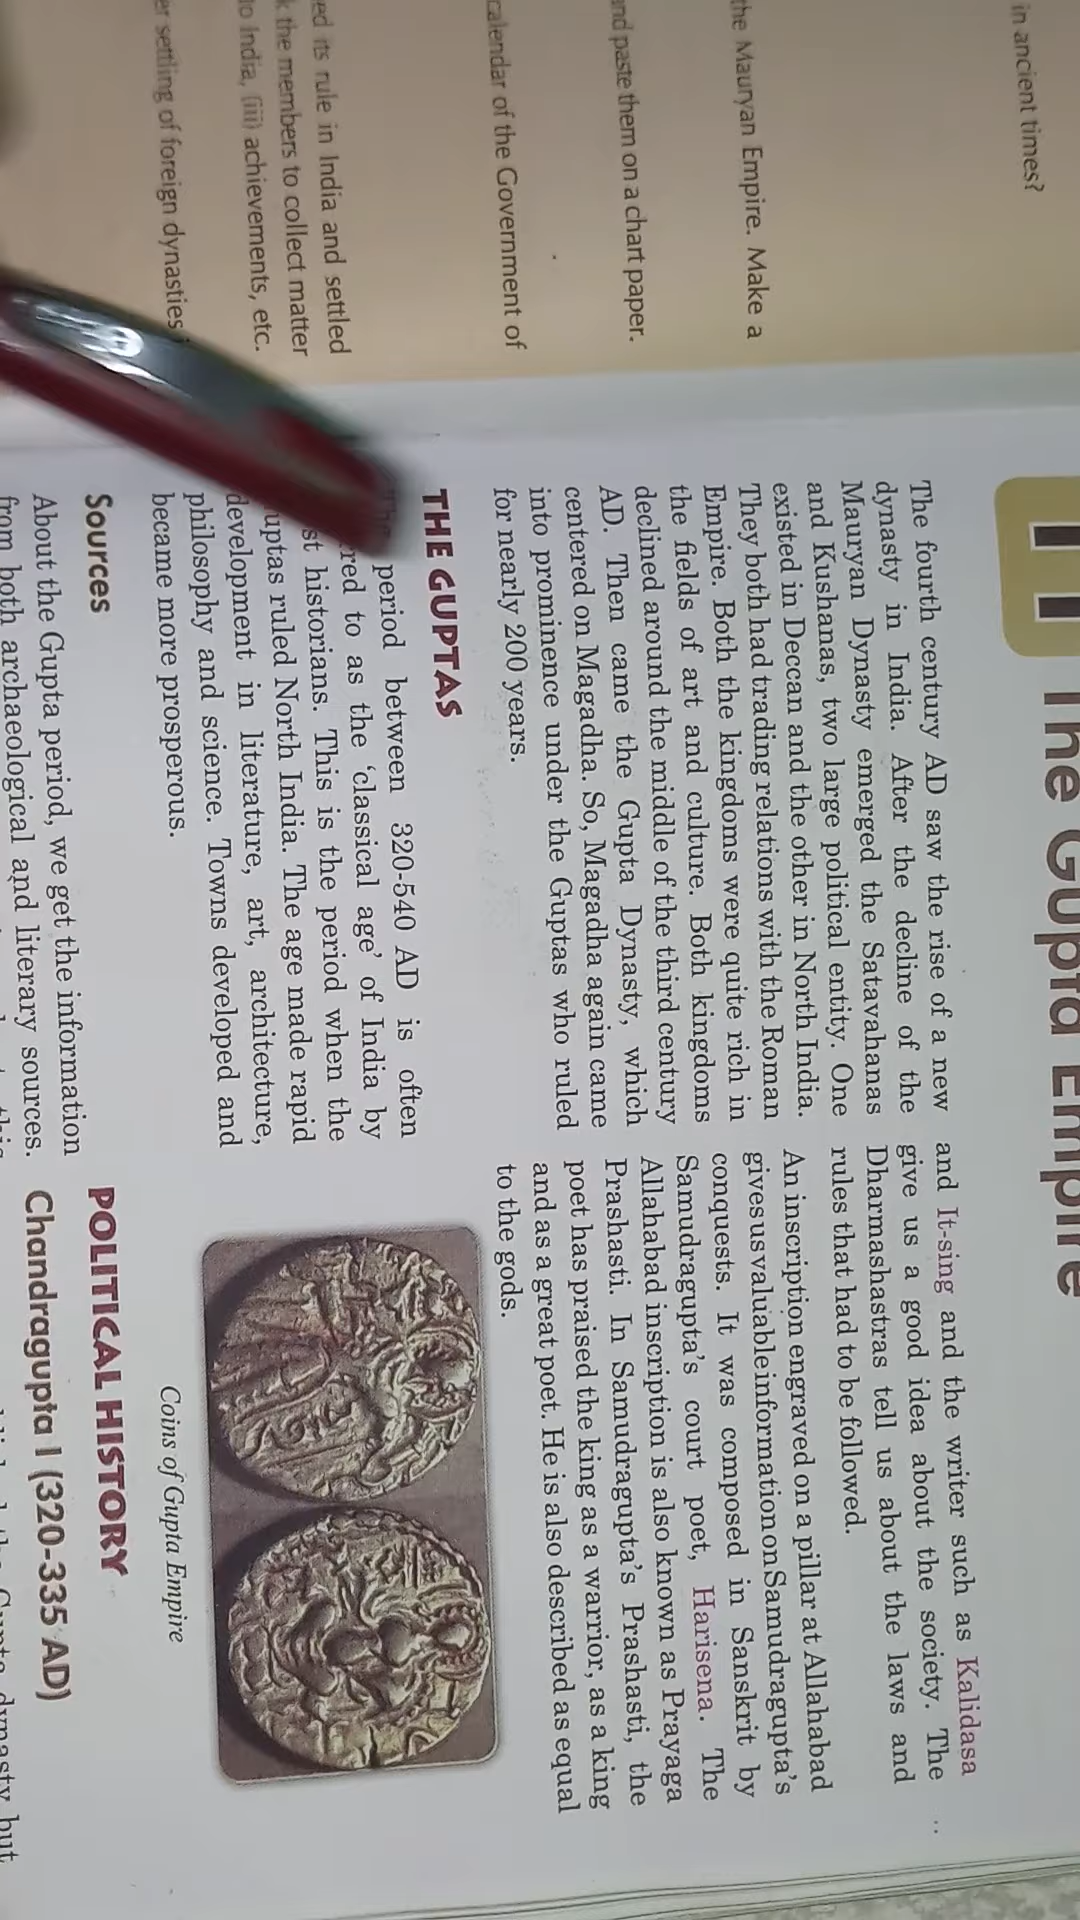 in ancient times?
the Mauryan Empire. Make a
and paste them on a chart paper.
calendar of the Government of
its rule in India and settled
the members to collect matter
to India, (iii) achievements, etc.
settling of foreign dynasties
11 The Gupta Empire
The fourth century AD saw the rise of a new
dynasty in India. After the decline of the
Mauryan Dynasty emerged the Satavahanas
and Kushanas, two large political entity. One
existed in Deccan and the other in North India.
They both had trading relations with the Roman
Empire. Both the kingdoms were quite rich in
the fields of art and culture. Both kingdoms
declined around the middle of the third century
AD. Then came the Gupta Dynasty, which
centered on Magadha. So, Magadha again came
into prominence under the Guptas who ruled
for nearly 200 years.
THE GUPTAS
The period between 320-540 AD is often
rred to as the ‘classical age’ of India by
st historians. This is the period when the
uptas ruled North India. The age made rapid
development in literature, art, architecture,
philosophy and science. Towns developed and
became more prosperous.
Sources
About the Gupta period, we get the information
from both archaeological and literary sources.
and It-sing and the writer such as Kalidasa
give us a good idea about the society. The
Dharmashastras tell us about the laws and
rules that had to be followed.
An inscription engraved on a pillar at Allahabad
gives us valuable information on Samudragupta’s
conquests. It was composed in Sanskrit by
Samudragupta’s court poet, Harisena. The
Allahabad inscription is also known as Prayaga
Prashasti. In Samudragupta’s Prashasti, the
poet has praised the king as a warrior, as a king
and as a great poet. He is also described as equal
to the gods.
Coins of Gupta Empire
POLITICAL HISTORY
Chandragupta I (320-335 AD)